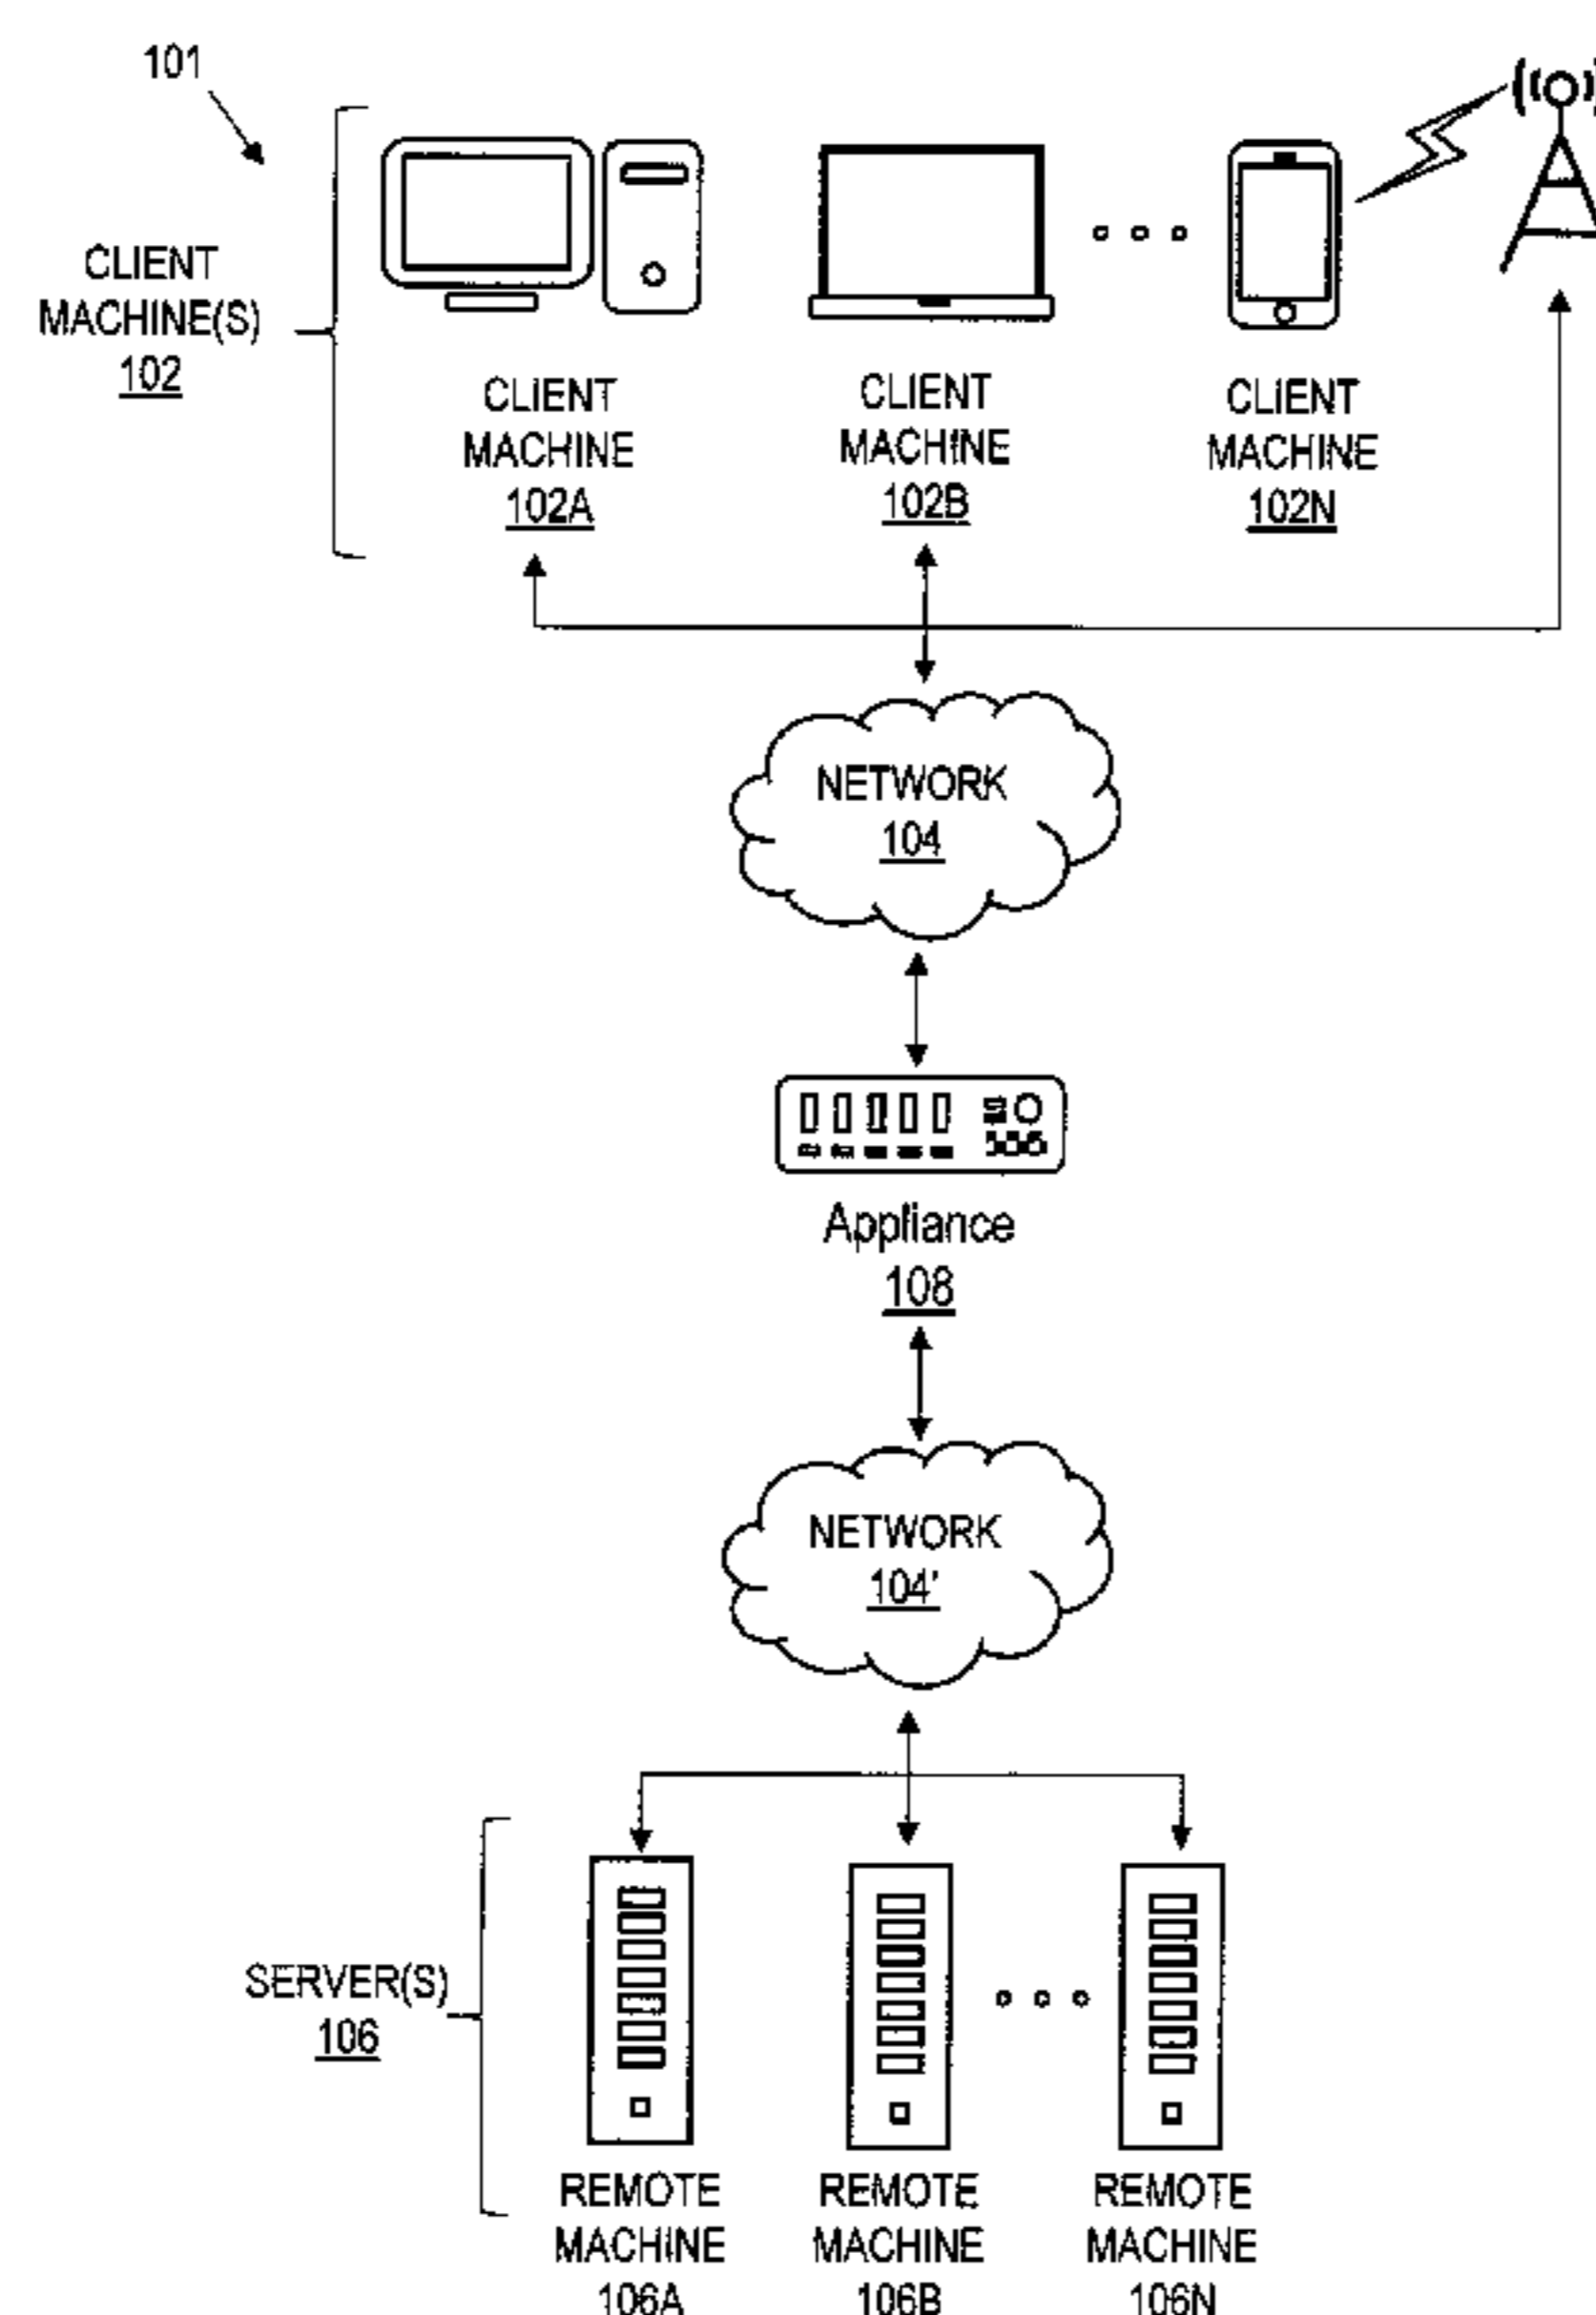 101
CLIENT
MACHINE(S)
102
CLIENT
MACHINE
102A
CLIENT
MACHINE
102B
CLIENT
MACHINE
102N
NETWORK
104
Appliance
108
NETWORK
104'
SERVER(S)
106
REMOTE
MACHINE
106A
REMOTE
MACHINE
106B
REMOTE
MACHINE
106N